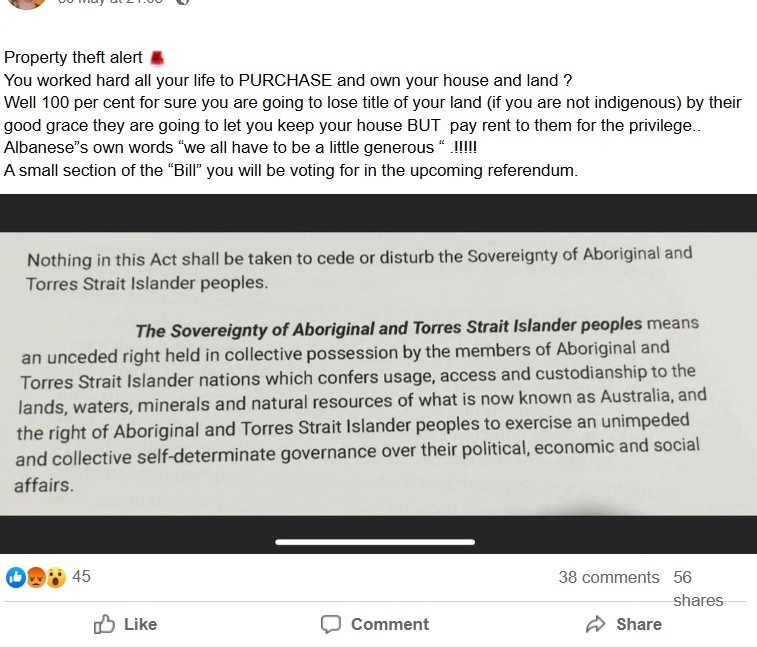 Property theft alert
You worked hard all your life to PURCHASE and own your house and land ?
Well 100 per cent for sure you are going to lose title of your land (if you are not indigenous) by their
good grace they are going to let you keep your house BUT  pay rent to them for the privilege..
Albanese"s own words “we all have to be a little generous “ .!!!!!
A small section of the “Bill” you will be voting for in the upcoming referendum.
Nothing in this Act shall be taken to cede or disturb the Sovereignty of Aboriginal and
Torres Strait Islander peoples.
The Sovereignty of Aboriginal and Torres Strait Islander peoples means
an unceded right held in collective possession by the members of Aboriginal and
Torres Strait Islander nations which confers usage, access and custodianship to the
lands, waters, minerals and natural resources of what is now known as Australia, and
the right of Aboriginal and Torres Strait Islander peoples to exercise an unimpeded
and collective self-determinate governance over their political, economic and social
affairs.
45
38 comments 56
shares
Like
Comment
Share